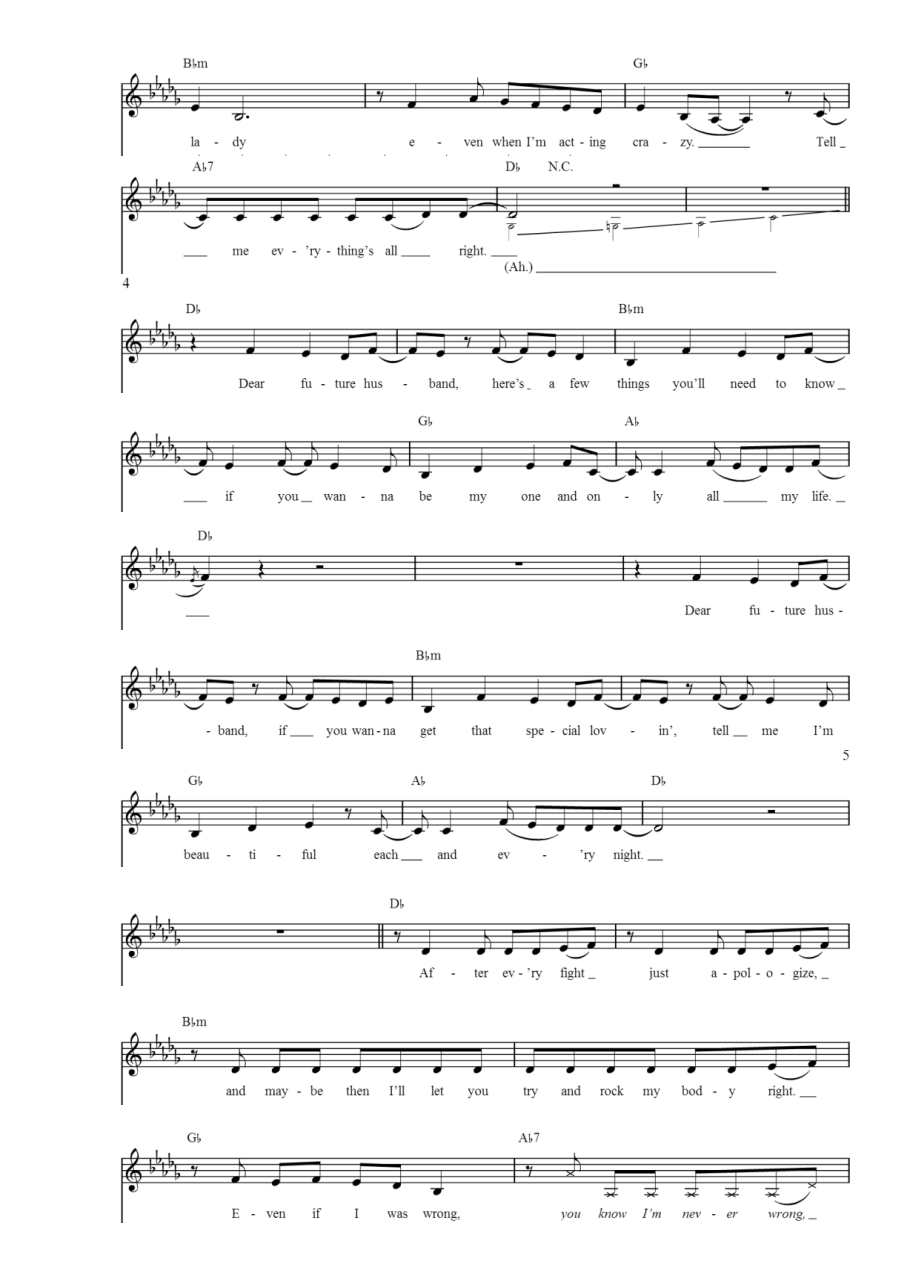 B♭m G♭
la - dy e - ven when I'm act - ing cra - zy. Tell
A♭7 D♭ N.C.
me ev - 'ry - thing's all right.
(Ah.)
4
D♭ B♭m
Dear fu - ture hus - band, here's a few things you'll need to know
G♭ A♭
if you wan - na be my one and on - ly all my life.
D♭
Dear fu - ture hus -
B♭m
- band, if you wan - na get that spe - cial lov - in', tell me I'm
5
G♭ A♭ D♭
beau - ti - ful each and ev - 'ry night.
D♭
Af - ter ev - 'ry fight just a - pol - o - gize,
B♭m
and may - be then I'll let you try and rock my bod - y right.
G♭ A♭7
E - ven if I was wrong, you know I'm nev - er wrong,